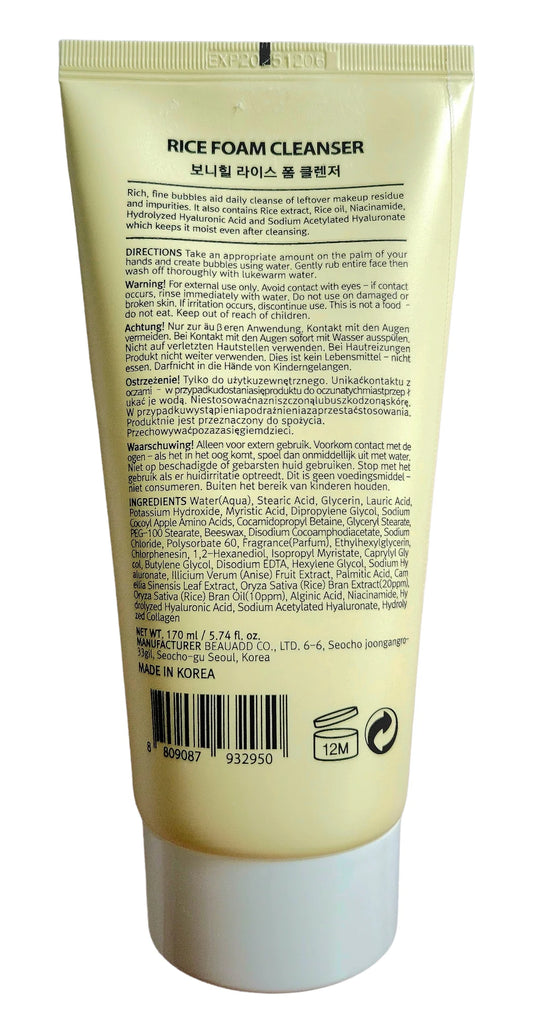 EXP20251206
RICE FOAM CLEANSER
보니힐 라이스 폼 클렌저
Rich, fine bubbles aid daily cleanse of leftover makeup residue
and impurities. It also contains Rice extract, Rice oil, Niacinamide,
Hydrolyzed Hyaluronic Acid and Sodium Acetylated Hyaluronate
which keeps it moist even after cleansing.
DIRECTIONS Take an appropriate amount on the palm of your
hands and create bubbles using water. Gently rub entire face then
wash off thoroughly with lukewarm water.
Warning! For external use only. Avoid contact with eyes – if contact
occurs, rinse immediately with water. Do not use on damaged or
broken skin. If irritation occurs, discontinue use. This is not a food -
do not eat. Keep out of reach of children.
Achtung! Nur zur äu ß eren Anwendung, Kontakt mit den Augen
vermeiden. Bei Kontakt mit den Augen sofort mit Wasser ausspülen.
Nicht auf verletzten Hautstellen verwenden. Bei Hautreizungen
Produkt nicht weiter verwenden. Dies ist kein Lebensmittel – nicht
essen. Darfnicht in die Hände von Kinderngelangen.
Ostrzeżenie! Tylko do użytkuzewnętrznego. Unikaćkontaktu z
oczami – w przypadkudostaniasięproduktu do oczunatychmiastprzep ł
ukać je wodą. Niestosowaćnazniszczonąlubuszkodzonąskórę.
W przypadkuwystąpieniapodrażnieniazaprzestaćstosowania.
Produktnie jest przeznaczony do spożycia.
Przechowywaćpozazasięgiemdzieci.
Waarschuwing! Alleen voor extern gebruik. Voorkom contact met de
ogen – als het in het oog komt, spoel dan onmiddellijk uit met water.
Niet op beschadigde of gebarsten huid gebruiken. Stop met het
gebruik als er huidirritatie optreedt. Dit is geen voedingsmiddel –
niet consumeren. Buiten het bereik van kinderen houden.
INGREDIENTS Water(Aqua), Stearic Acid, Glycerin, Lauric Acid,
Potassium Hydroxide, Myristic Acid, Dipropylene Glycol, Sodium
Cocoyl Apple Amino Acids, Cocamidopropyl Betaine, Glyceryl Stearate,
PEG-100 Stearate, Beeswax, Disodium Cocoamphodiacetate, Sodium
Chloride, Polysorbate 60, Fragrance(Parfum), Ethylhexylglycerin,
Chlorphenesin, 1,2-Hexanediol, Isopropyl Myristate, Caprylyl Gly
col, Butylene Glycol, Disodium EDTA, Hexylene Glycol, Sodium Hy
aluronate, Illicium Verum (Anise) Fruit Extract, Palmitic Acid, Cam
ellia Sinensis Leaf Extract, Oryza Sativa (Rice) Bran Extract(20ppm),
Oryza Sativa (Rice) Bran Oil(10ppm), Alginic Acid, Niacinamide, Hy
drolyzed Hyaluronic Acid, Sodium Acetylated Hyaluronate, Hydroly
zed Collagen
NET WT. 170 ml / 5.74 fl. oz.
MANUFACTURER BEAUADD CO., LTD. 6-6, Seocho joongangro-
33gil, Seocho-gu Seoul, Korea
MADE IN KOREA
8 809087 932950
12M